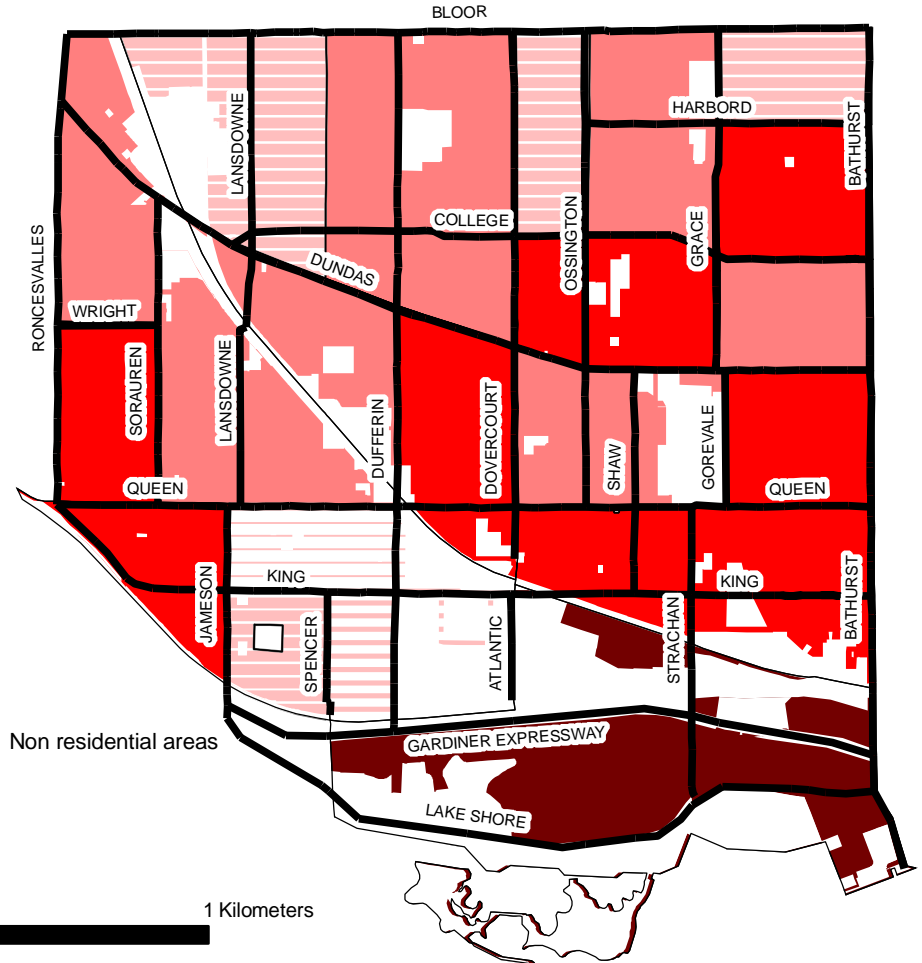 BLOOR
LANSDOWNE
HARBORD
BATHURST
COLLEGE
OSSINGTON
GRACE
RONCESVALLES
DUNDAS
WRIGHT
SORAUREN
LANSDOWNE
DUFFERIN
DOVERCOURT
SHAW
GOREVALE
QUEEN
QUEEN
KING
KING
JAMESON
SPENCER
ATLANTIC
STRACHAN
BATHURST
Non residential areas
GARDINER EXPRESSWAY
LAKE SHORE
1 Kilometers